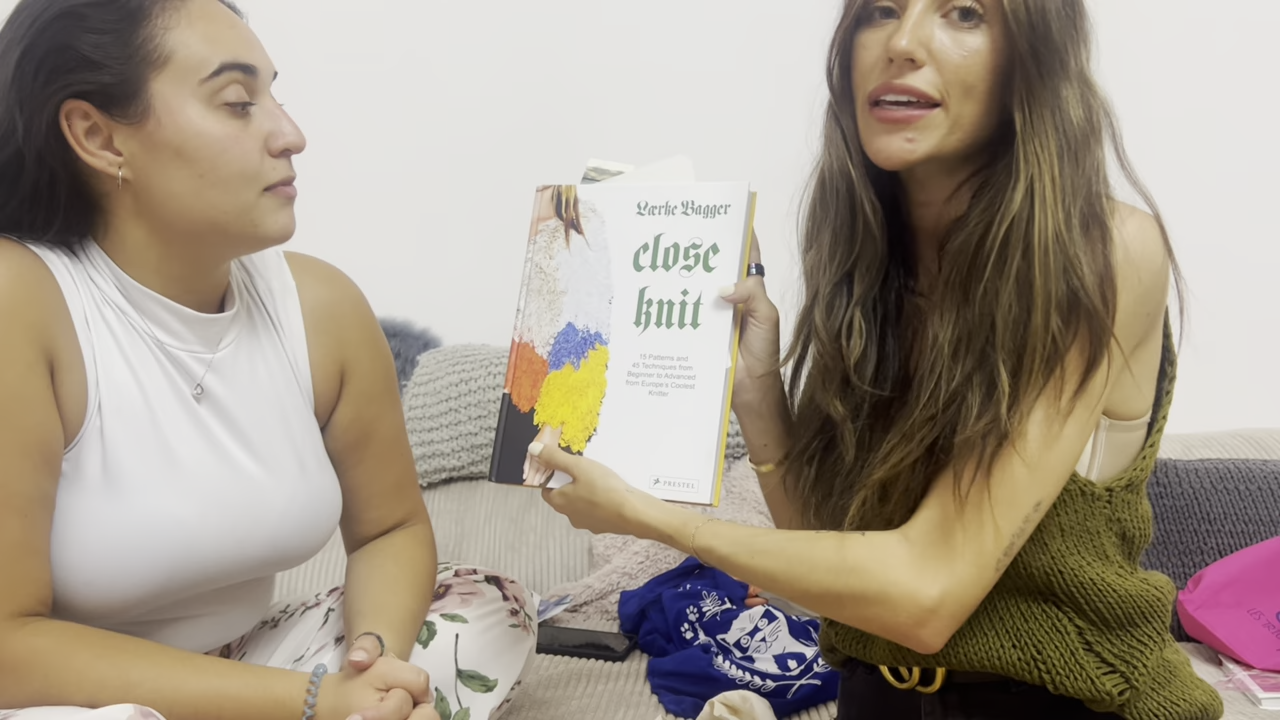 Lærke Bagger
close
knit
15 Patterns and
45 Techniques from
Beginner to Advanced
from Europe's Coolest
Knitter
PRESTEL